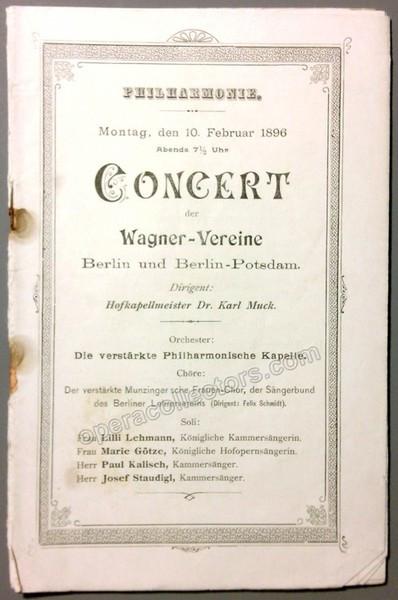 PHILHARMONIE.
Montag, den 10. Februar 1896
Abends 7½ Uhr
CONCERT
der
Wagner-Vereine
Berlin und Berlin-Potsdam.
Dirigent:
Hofkapellmeister Dr. Karl Muck.
Orchester:
Die verstärkte Philharmonische Kapelle.
Chöre:
Der verstärkte Munzinger'sche Frauen-Chor, der Sängerbund
des Berliner Lehrervereins (Dirigent: Felix Schmidt).
Soli:
Frau Lilli Lehmann, Königliche Kammersängerin.
Frau Marie Götze, Königliche Hofopernsängerin.
Herr Paul Kalisch, Kammersänger.
Herr Josef Staudigl, Kammersänger.
operacollectors.com